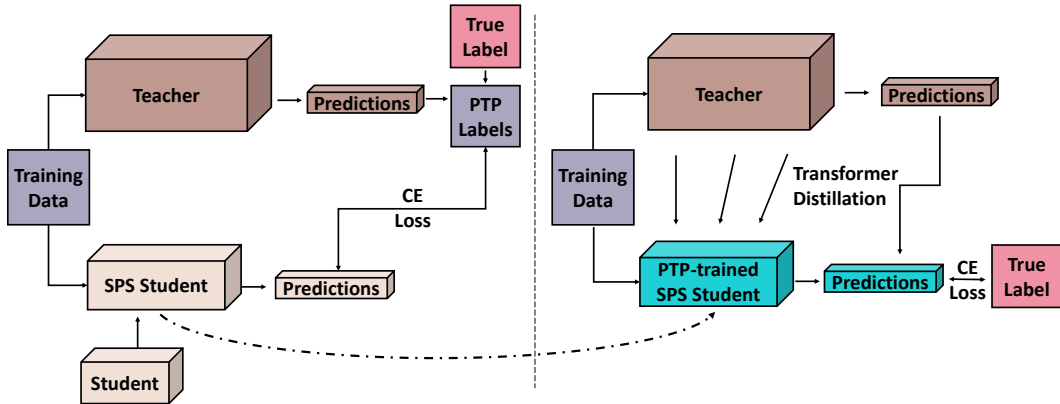 True
Label
Teacher
Predictions
PTP
Labels
Training
Data
CE
Loss
SPS Student
Predictions
Student
Teacher
Predictions
Training
Data
Transformer
Distillation
PTP-trained
SPS Student
Predictions
CE
Loss
True
Label